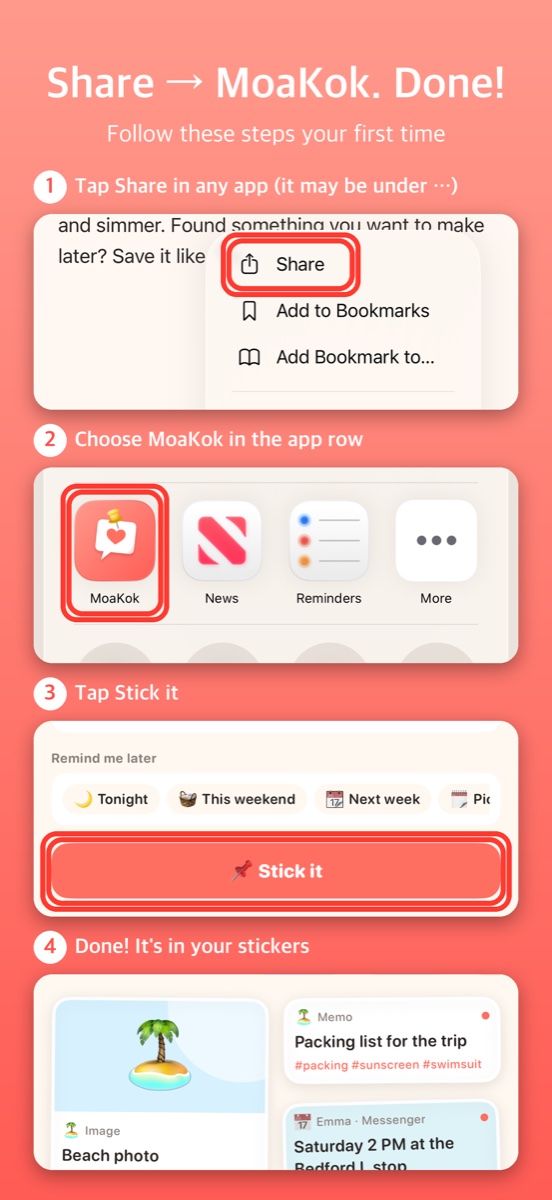 Share → MoaKok. Done!
Follow these steps your first time
1 Tap Share in any app (it may be under ···)
and simmer. Found something you want to make
later? Save it like
Share
Add to Bookmarks
Add Bookmark to...
2 Choose MoaKok in the app row
MoaKok News Reminders More
3 Tap Stick it
Remind me later
🌙 Tonight 🧺 This weekend 📆 Next week 🗓️
📌 Stick it
4 Done! It's in your stickers
🏝️ Image
Beach photo
🏝️ Memo
Packing list for the trip
#packing #sunscreen #swimsuit
📅 Emma · Messenger
Saturday 2 PM at the
Bedford L stop